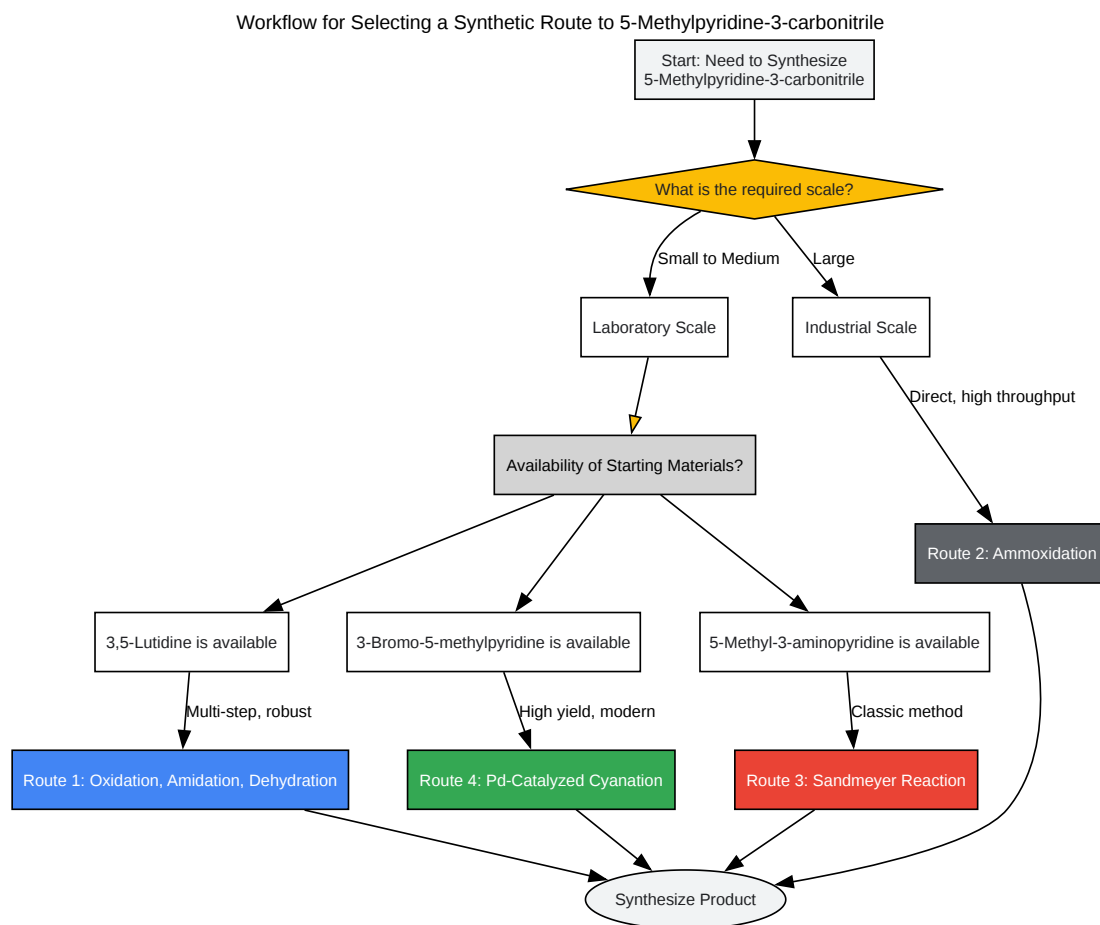 Workflow for Selecting a Synthetic Route to 5-Methylpyridine-3-carbonitrile
Start: Need to Synthesize
5-Methylpyridine-3-carbonitrile
What is the required scale?
Small to Medium
Large
Laboratory Scale
Industrial Scale
Direct, high throughput
Availability of Starting Materials?
Route 2: Ammoxidation
3,5-Lutidine is available
3-Bromo-5-methylpyridine is available
5-Methyl-3-aminopyridine is available
Multi-step, robust
High yield, modern
Classic method
Route 1: Oxidation, Amidation, Dehydration
Route 4: Pd-Catalyzed Cyanation
Route 3: Sandmeyer Reaction
Synthesize Product